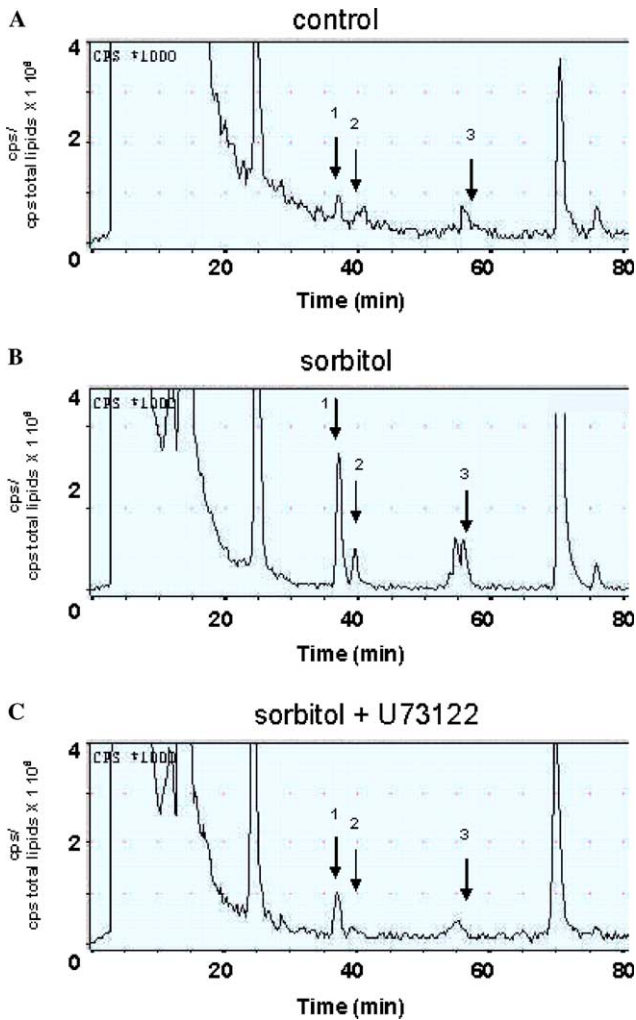 A
control
CPS *1000
cps/
cps total lipids X 1 10⁶
4
2
0
1
2
3
20
40
60
80
Time (min)
B
sorbitol
CPS *1000
cps/
cps total lipids X 1 10⁶
4
2
0
1
2
3
20
40
60
80
Time (min)
C
sorbitol + U73122
CPS *1000
cps/
cps total lipids X 1 10⁶
4
2
0
1
2
3
20
40
60
80
Time (min)